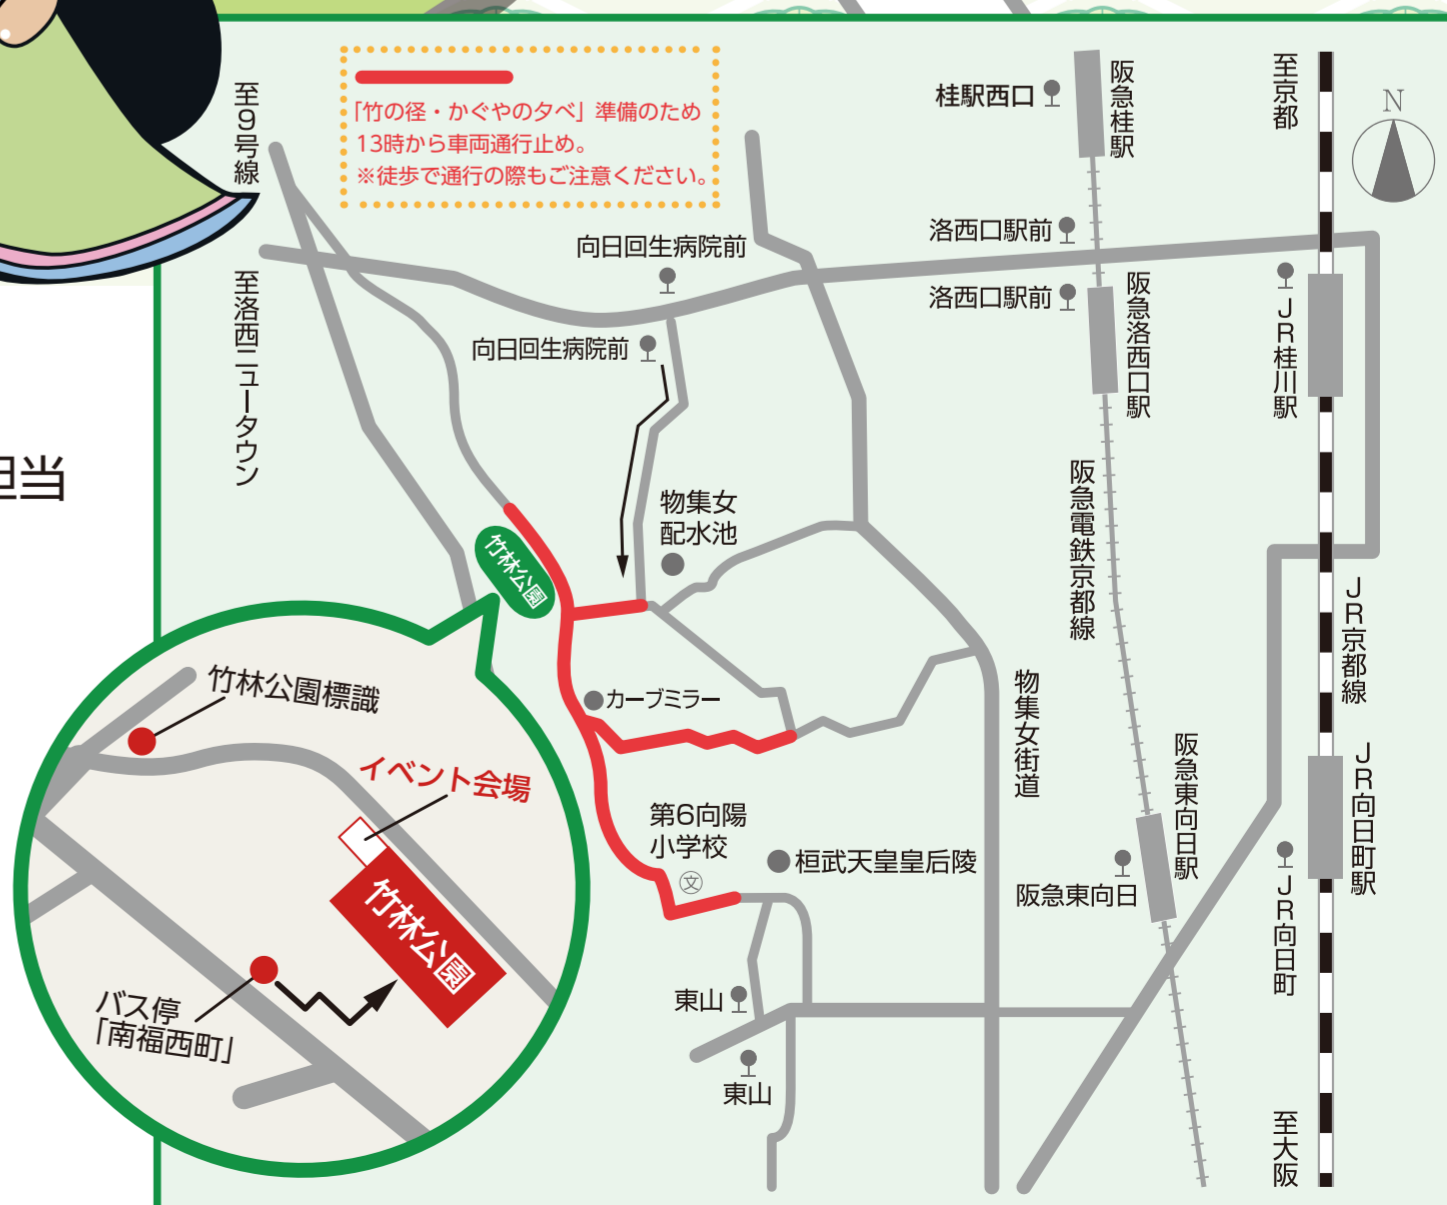 「竹の径・かぐやの夕べ」準備のため
13時から車両通行止め。
※徒歩で通行の際もご注意ください。
至9号線
至洛西ニュータウン
担当
向日回生病院前
向日回生病院前
桂駅西口
阪急桂駅
至京都
N
洛西口駅前
洛西口駅前
阪急洛西口駅
JR桂川駅
阪急電鉄京都線
JR京都線
物集女
配水池
竹林公園
カーブミラー
物集女街道
第6向陽
小学校
文
桓武天皇皇后陵
阪急東向日駅
阪急東向日
JR向日町駅
JR向日町
東山
東山
至大阪
竹林公園標識
イベント会場
竹林公園
バス停
「南福西町」